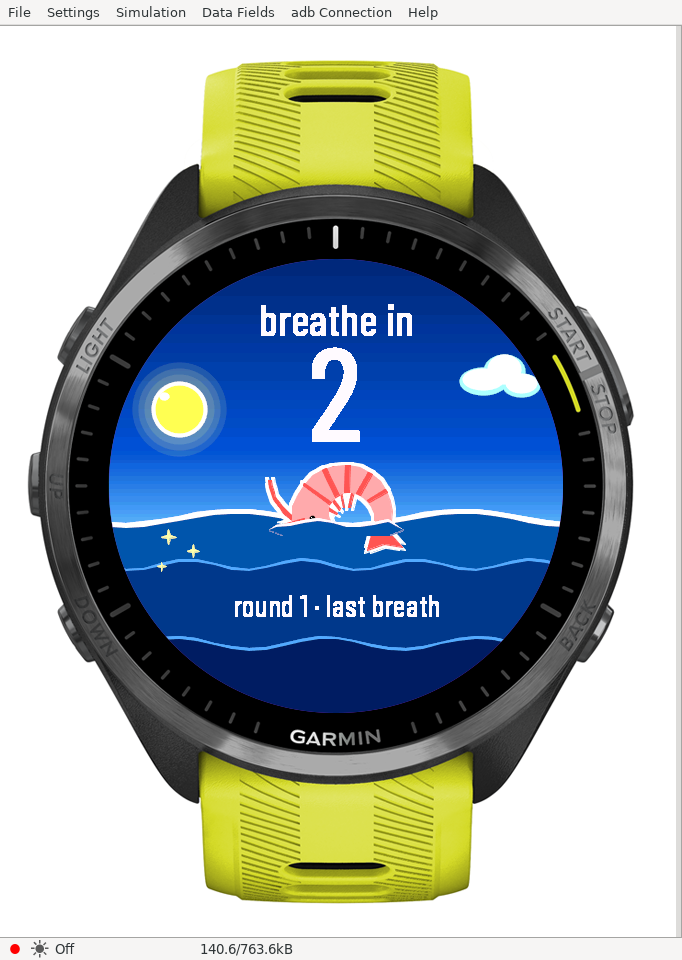 File Settings Simulation Data Fields adb Connection Help
LIGHT
START
STOP
breathe in
2
UP
round 1 · last breath
DOWN
BACK
GARMIN
Off 140.6/763.6kB